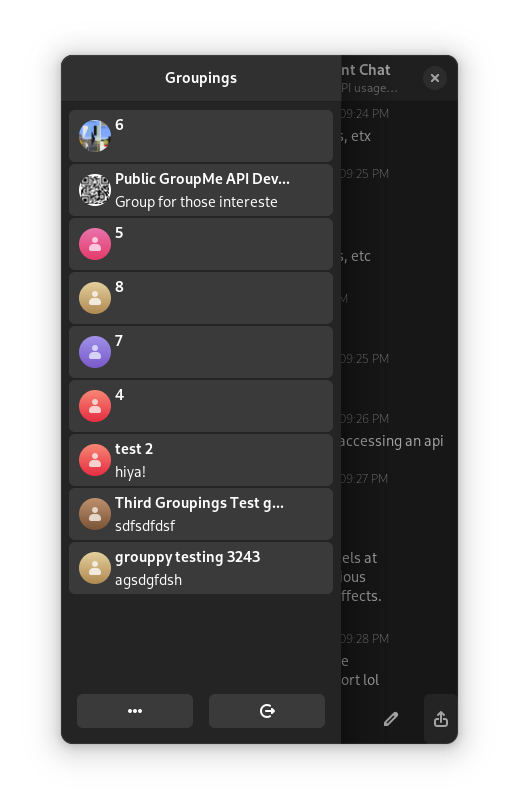 Groupings
nt Chat
PI usage...
6
Public GroupMe API Dev...
Group for those intereste
5
8
7
4
test 2
hiya!
Third Groupings Test g...
sdfsdfdsf
grouppy testing 3243
agsdgfdsh
09:24 PM
s, etx
09:25 PM
s, etc
M
09:25 PM
09:26 PM
accessing an api
09:27 PM
els at
ious
ffects.
09:28 PM
e
ort lol